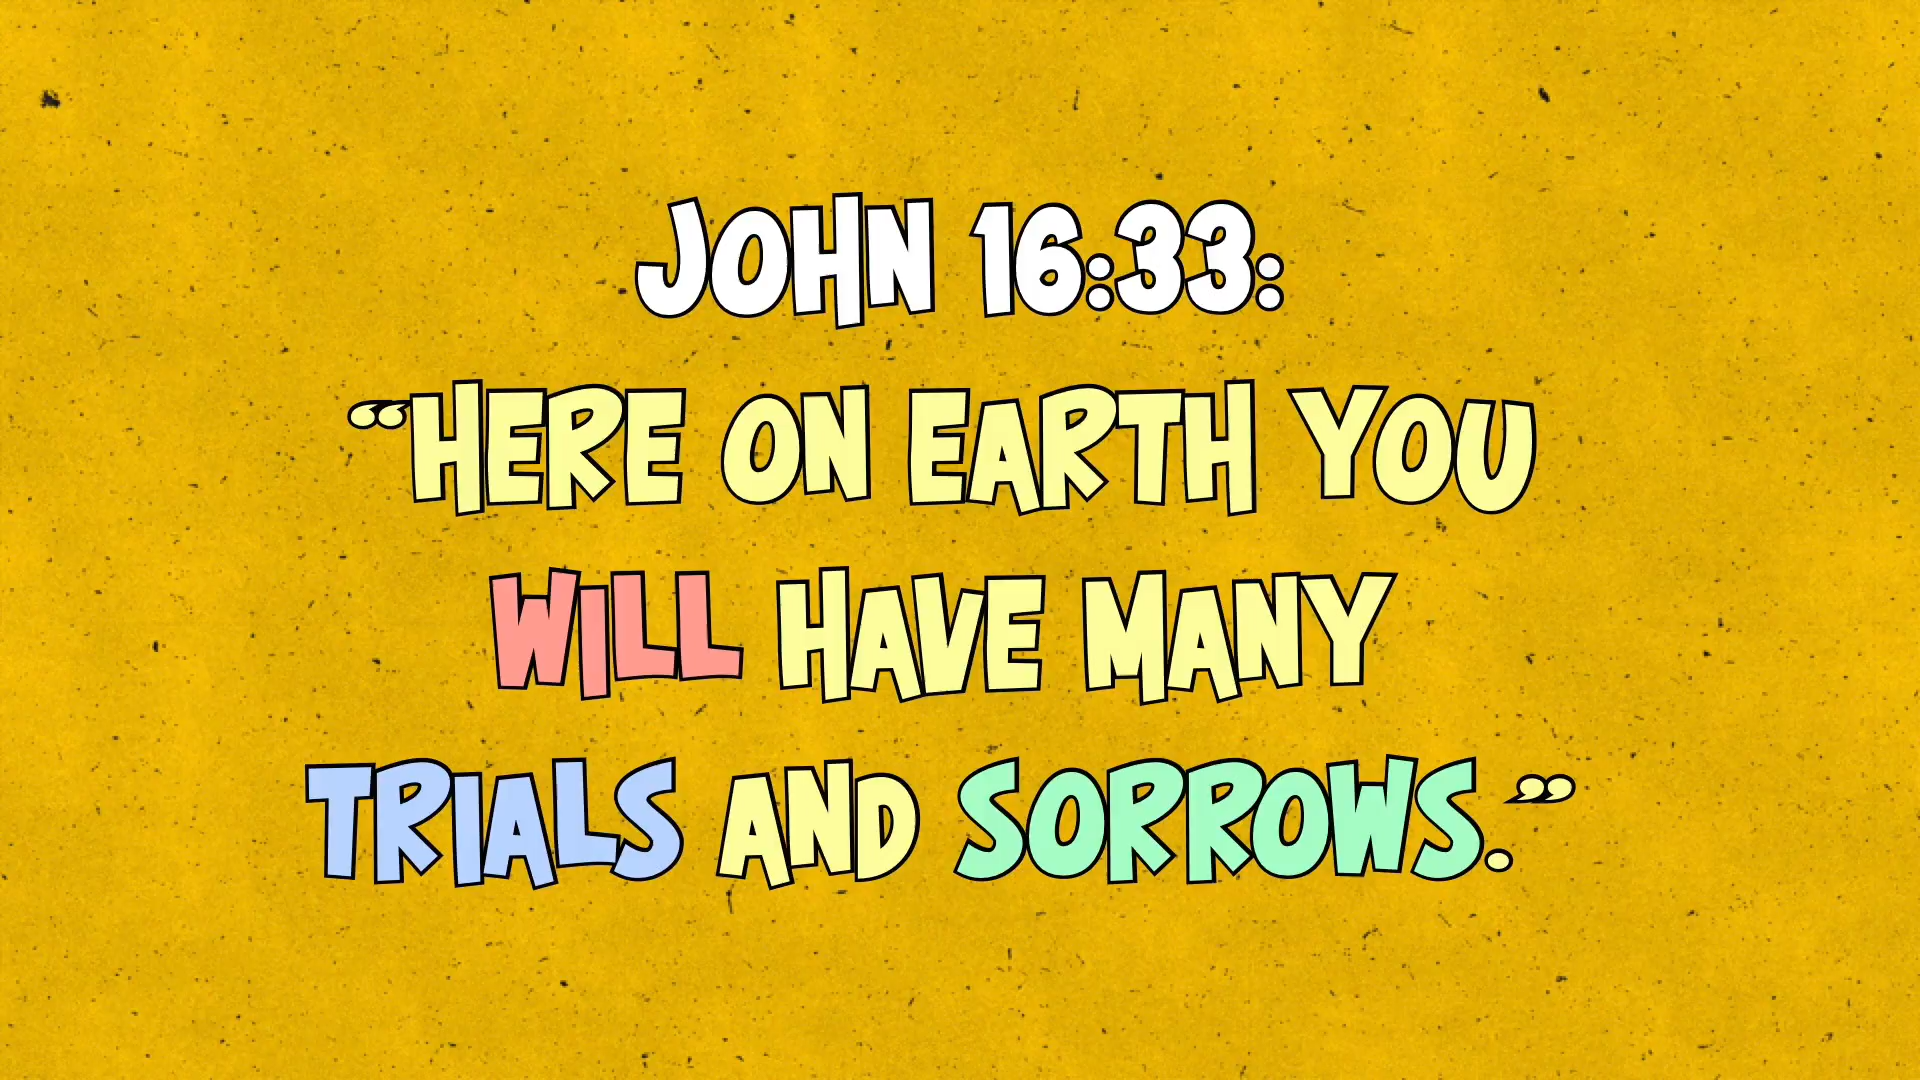 JOHN 16:33:
“HERE ON EARTH YOU
WILL HAVE MANY
TRIALS AND SORROWS.”